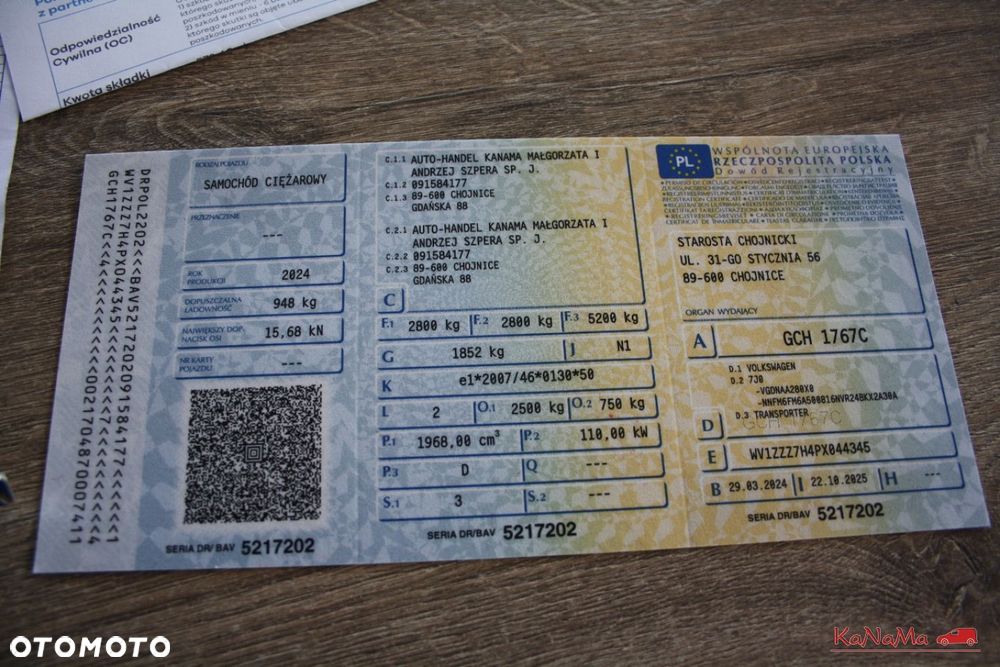 z partne
Odpowiedzialność
Cywilna (OC)
Kwota składki
poszkodowanych.
RODZAJ POJAZDU
SAMOCHÓD CIĘŻAROWY
PRZEZNACZENIE
---
ROK PRODUKCJI 2024
DOPUSZCZALNA ŁADOWNOŚĆ 948 kg
NAJWIĘKSZY DOP. NACISK OSI 15,68 kN
NR KARTY POJAZDU ---
SERIA DR/BAV 5217202
C.1.1 AUTO-HANDEL KANAMA MAŁGORZATA I
ANDRZEJ SZPERA SP. J.
C.1.2 091584177
C.1.3 89-600 CHOJNICE
GDAŃSKA 88
C.2.1 AUTO-HANDEL KANAMA MAŁGORZATA I
ANDRZEJ SZPERA SP. J.
C.2.2 091584177
C.2.3 89-600 CHOJNICE
GDAŃSKA 88
C
F.1 2800 kg F.2 2800 kg F.3 5200 kg
G 1852 kg J N1
K e1*2007/46*0130*50
L 2 O.1 2500 kg O.2 750 kg
P.1 1968,00 cm³ P.2 110,00 kW
P.3 D Q ---
S.1 3 S.2 ---
SERIA DR/BAV 5217202
PL
WSPÓLNOTA EUROPEJSKA
RZECZPOSPOLITA POLSKA
Dowód Rejestracyjny
STAROSTA CHOJNICKI
UL. 31-GO STYCZNIA 56
89-600 CHOJNICE
ORGAN WYDAJĄCY
A GCH 1767C
D.1 VOLKSWAGEN
D.2 7J0
-VGDNAA280X0
-NNFM6FM6A500816NVR24BKX2A30A
D.3 TRANSPORTER
GCH 1767C
D
E WV1ZZZ7H4PX044345
B 29.03.2024 I 22.10.2025 H ---
SERIA DR/BAV 5217202
OTOMOTO
KaNaMa